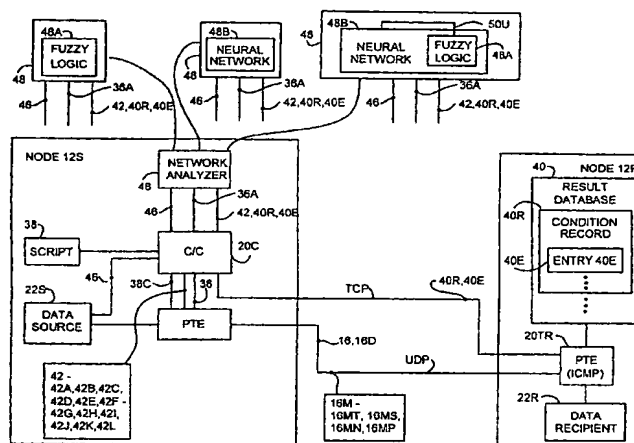 48A
FUZZY
LOGIC
48
46
36A
42,40R,40E
48B
NEURAL
NETWORK
48
46
36A
42,40R,40E
50U
48B
48
NEURAL
NETWORK
FUZZY
LOGIC
48A
46
36A
42,40R,40E
NODE 12S
NETWORK
ANALYZER
48
46
36A
42,40R,40E
38
SCRIPT
C/C
20C
46
22S
DATA
SOURCE
38C
38
PTE
42 -
42A,42B,42C,
42D,42E,42F -
42G,42H,42I,
42J,42K,42L
TCP
40R,40E
16,16D
UDP
16M -
16MT, 16MS,
16MN, 16MP
40
RESULT
DATABASE
40R
CONDITION
RECORD
40E
ENTRY 40E
20TR
PTE
(ICMP)
22R
DATA
RECIPIENT